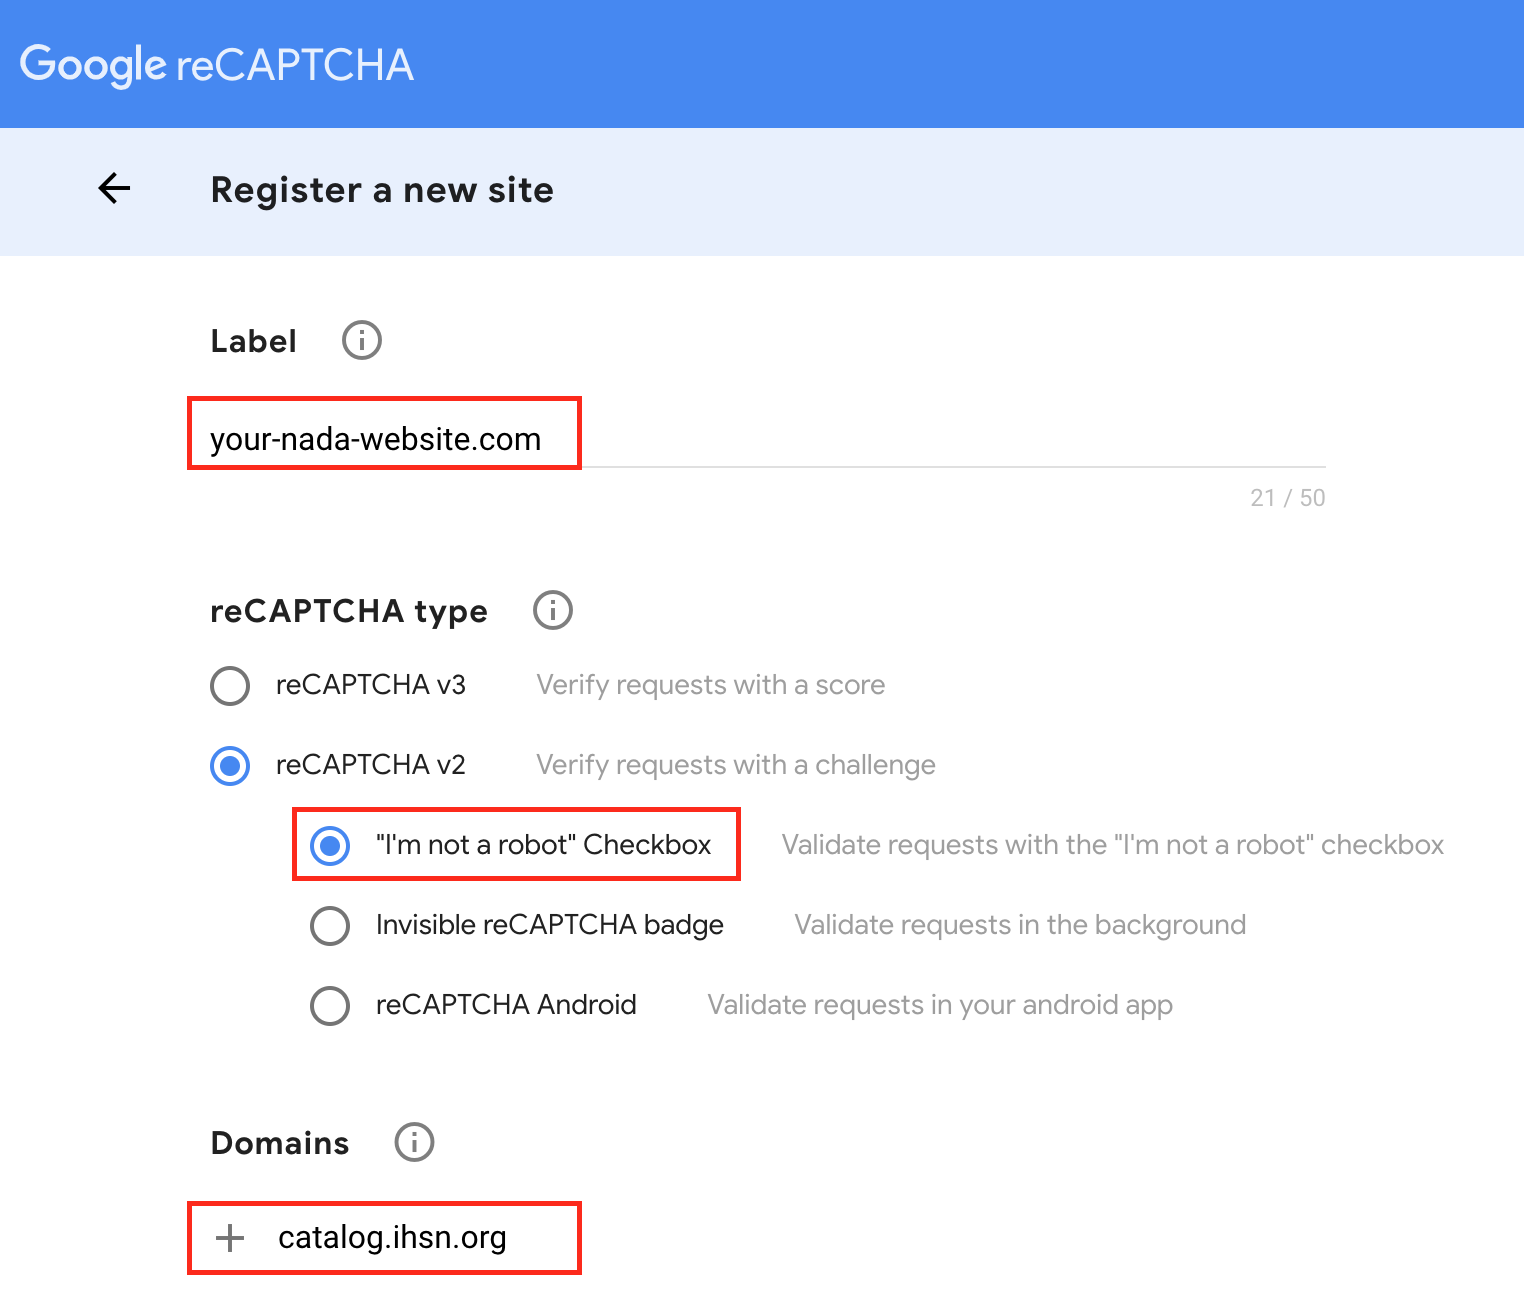 Google reCAPTCHA
Register a new site
Label
your-nada-website.com
21 / 50
reCAPTCHA type
reCAPTCHA v3 Verify requests with a score
reCAPTCHA v2 Verify requests with a challenge
"I'm not a robot" Checkbox Validate requests with the "I'm not a robot" checkbox
Invisible reCAPTCHA badge Validate requests in the background
reCAPTCHA Android Validate requests in your android app
Domains
catalog.ihsn.org